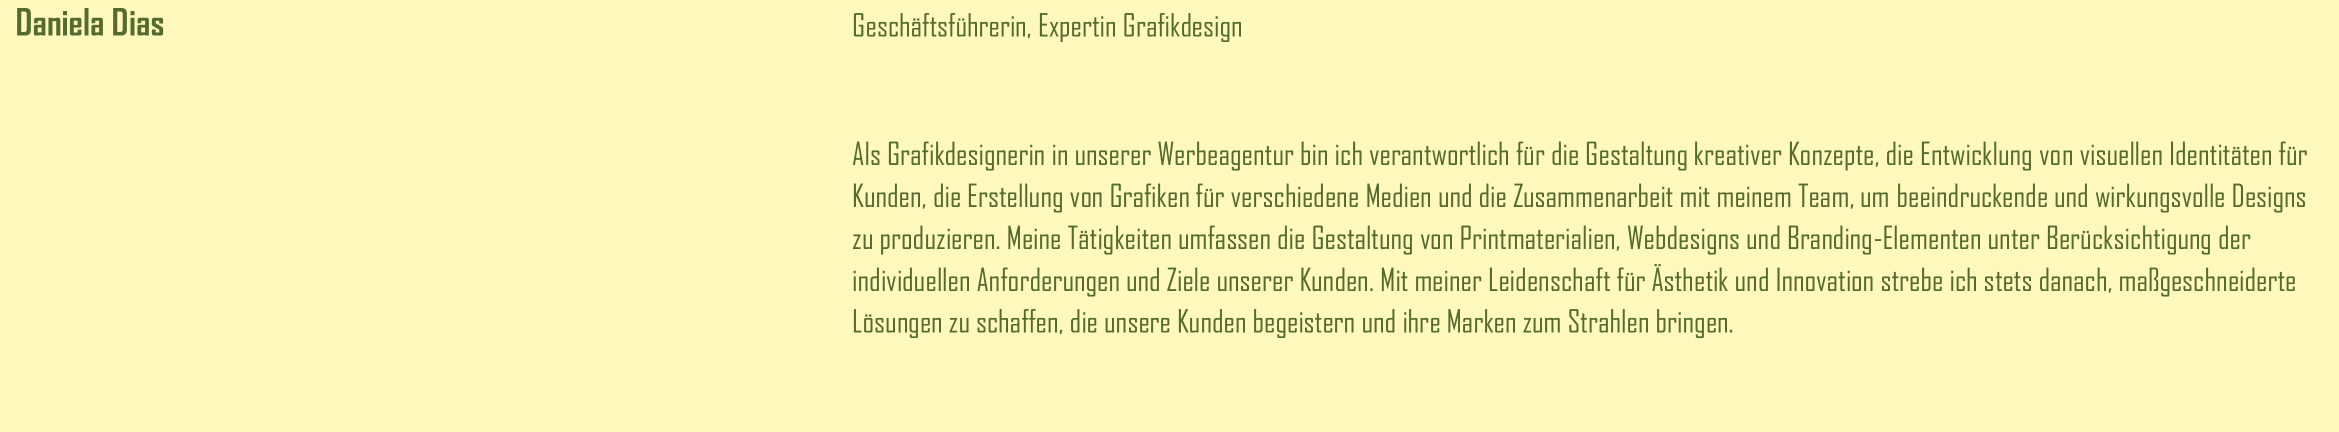 Daniela Dias
Geschäftsführerin, Expertin Grafikdesign
Als Grafikdesignerin in unserer Werbeagentur bin ich verantwortlich für die Gestaltung kreativer Konzepte, die Entwicklung von visuellen Identitäten für
Kunden, die Erstellung von Grafiken für verschiedene Medien und die Zusammenarbeit mit meinem Team, um beeindruckende und wirkungsvolle Designs
zu produzieren. Meine Tätigkeiten umfassen die Gestaltung von Printmaterialien, Webdesigns und Branding-Elementen unter Berücksichtigung der
individuellen Anforderungen und Ziele unserer Kunden. Mit meiner Leidenschaft für Ästhetik und Innovation strebe ich stets danach, maßgeschneiderte
Lösungen zu schaffen, die unsere Kunden begeistern und ihre Marken zum Strahlen bringen.